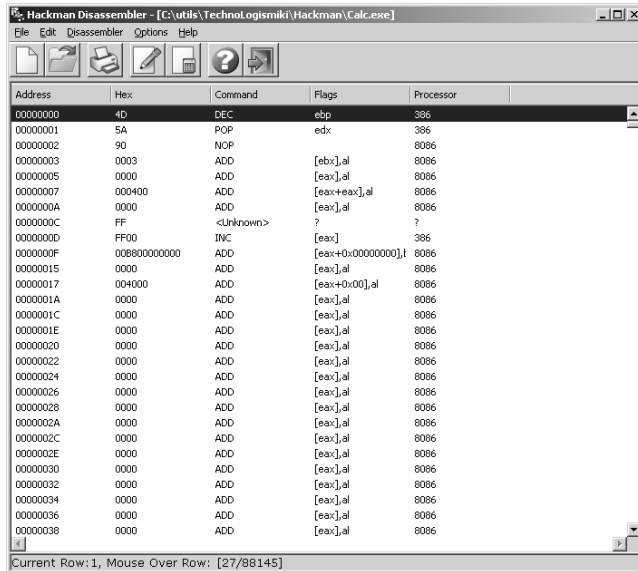 Hackman Disassembler - [C:\utils\TechnoLogismiki\Hackman\Calc.exe]
File Edit Disassembler Options Help
Address Hex Command Flags Processor
00000000 4D DEC ebp 386
00000001 5A POP edx 386
00000002 90 NOP 8086
00000003 0003 ADD [ebx],al 8086
00000005 0000 ADD [eax],al 8086
00000007 000400 ADD [eax+eax],al 8086
0000000A 0000 ADD [eax],al 8086
0000000C FF <Unknown> ? ?
0000000D FF00 INC [eax] 386
0000000F 00B800000000 ADD [eax+0x00000000],b 8086
00000015 0000 ADD [eax],al 8086
00000017 004000 ADD [eax+0x00],al 8086
0000001A 0000 ADD [eax],al 8086
0000001C 0000 ADD [eax],al 8086
0000001E 0000 ADD [eax],al 8086
00000020 0000 ADD [eax],al 8086
00000022 0000 ADD [eax],al 8086
00000024 0000 ADD [eax],al 8086
00000026 0000 ADD [eax],al 8086
00000028 0000 ADD [eax],al 8086
0000002A 0000 ADD [eax],al 8086
0000002C 0000 ADD [eax],al 8086
0000002E 0000 ADD [eax],al 8086
00000030 0000 ADD [eax],al 8086
00000032 0000 ADD [eax],al 8086
00000034 0000 ADD [eax],al 8086
00000036 0000 ADD [eax],al 8086
00000038 0000 ADD [eax],al 8086
Current Row:1, Mouse Over Row: [27/88145]